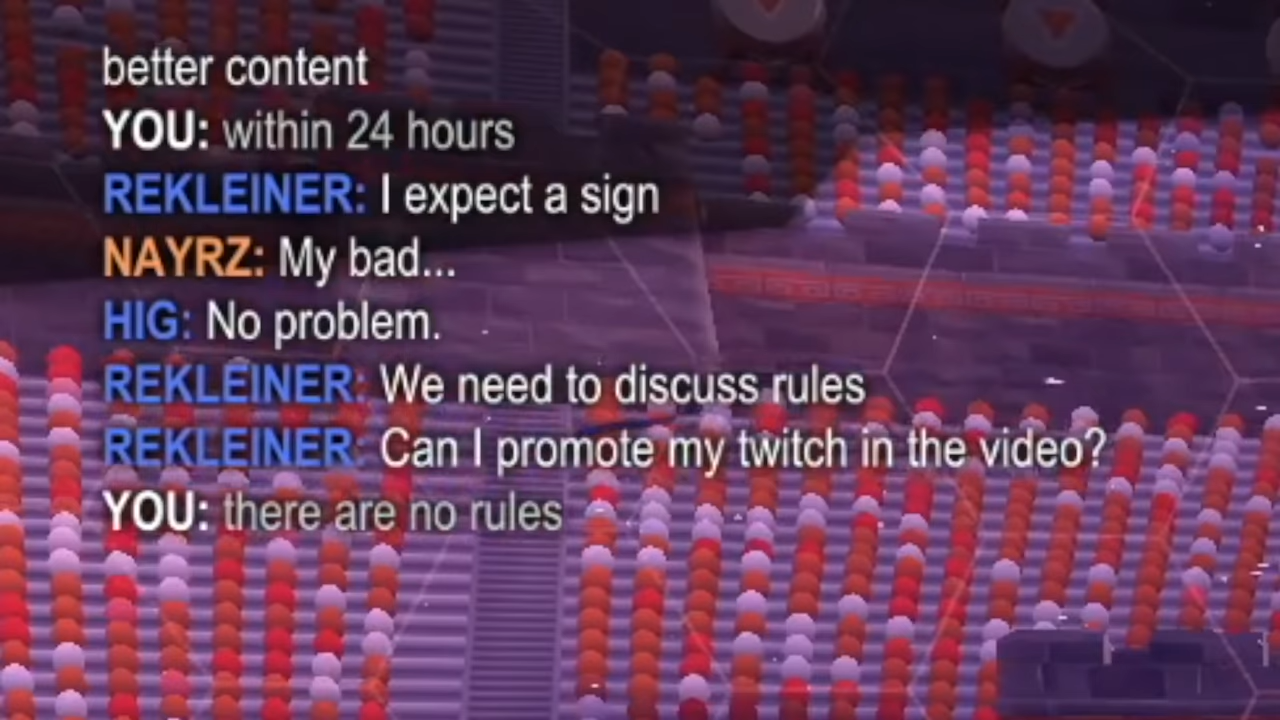 better content
YOU: within 24 hours
REKLEINER: I expect a sign
NAYRZ: My bad...
HIG: No problem.
REKLEINER: We need to discuss rules
REKLEINER: Can I promote my twitch in the video?
YOU: there are no rules